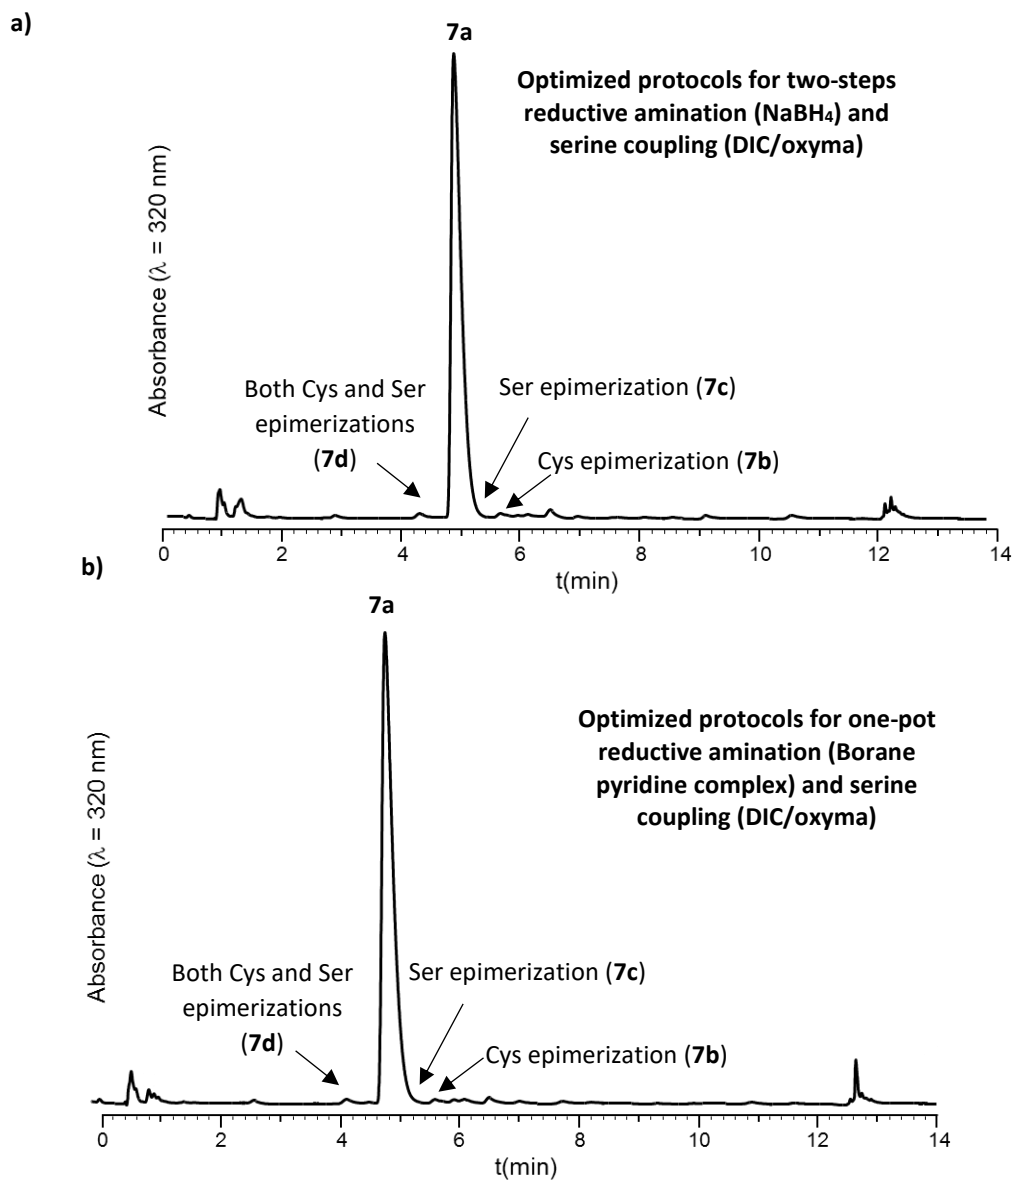 a)
7a
Optimized protocols for two-steps
reductive amination (NaBH₄) and
serine coupling (DIC/oxyma)
Absorbance (λ = 320 nm)
Both Cys and Ser
epimerizations
(7d)
Ser epimerization (7c)
Cys epimerization (7b)
0 2 4 6 8 10 12 14
t(min)
b)
7a
Optimized protocols for one-pot
reductive amination (Borane
pyridine complex) and serine
coupling (DIC/oxyma)
Absorbance (λ = 320 nm)
Both Cys and Ser
epimerizations
(7d)
Ser epimerization (7c)
Cys epimerization (7b)
0 2 4 6 8 10 12 14
t(min)